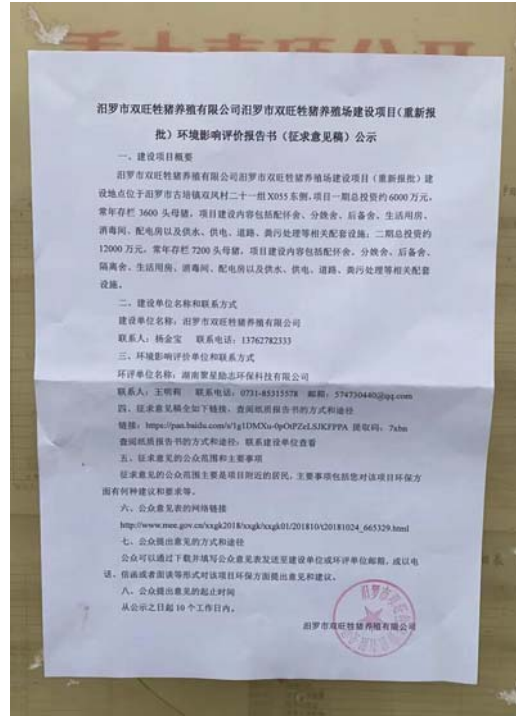 汨罗市双旺牲猪养殖有限公司汨罗市双旺牲猪养殖场建设项目（重新报
批）环境影响评价报告书（征求意见稿）公示
一、建设项目概要
汨罗市双旺牲猪养殖有限公司汨罗市双旺牲猪养殖场建设项目（重新报批）建
设地点位于汨罗市古培镇双凤村二十一组X055东侧，项目一期总投资约6000万元，
常年存栏3600头母猪，项目建设内容包括配怀舍、分娩舍、后备舍、生活用房、
消毒间、配电房以及供水、供电、道路、粪污处理等相关配套设施；二期总投资约
12000万元，常年存栏7200头母猪，项目建设内容包括配怀舍、分娩舍、后备舍、
隔离舍、生活用房、消毒间、配电房以及供水、供电、道路、粪污处理等相关配套
设施。
二、建设单位名称和联系方式
建设单位名称：汨罗市双旺牲猪养殖有限公司
联系人：杨金宝 联系电话：13762782333
三、环境影响评价单位和联系方式
环评单位名称：湖南聚星励志环保科技有限公司
联系人：王明辉 联系电话：0731-85315578 邮箱：574730440@qq.com
四、征求意见稿全如下链接，查阅纸质报告书的方式和途径
链接：https://pan.baidu.com/s/1g1DMXu-0pOtPZeLSJKFPPA 提取码：7xbn
查阅纸质报告书的方式和途径：联系建设单位查看
五、征求意见的公众范围和主要事项
征求意见的公众范围主要是项目附近的居民，主要事项包括您对该项目环保方
面有何种建议和要求等。
六、公众意见表的网络链接
http://www.mee.gov.cn/xxgk2018/xxgk/xxgk01/201810/t20181024_665329.html
七、公众提出意见的方式和途径
公众可以通过下载并填写公众意见表发送至建设单位或环评单位邮箱，或以电
话、信函或者面谈等形式对该项目环保方面提出意见和建议。
八、公众提出意见的起止时间
从公示之日起10个工作日内。
汨罗市双旺牲猪养殖有限公司